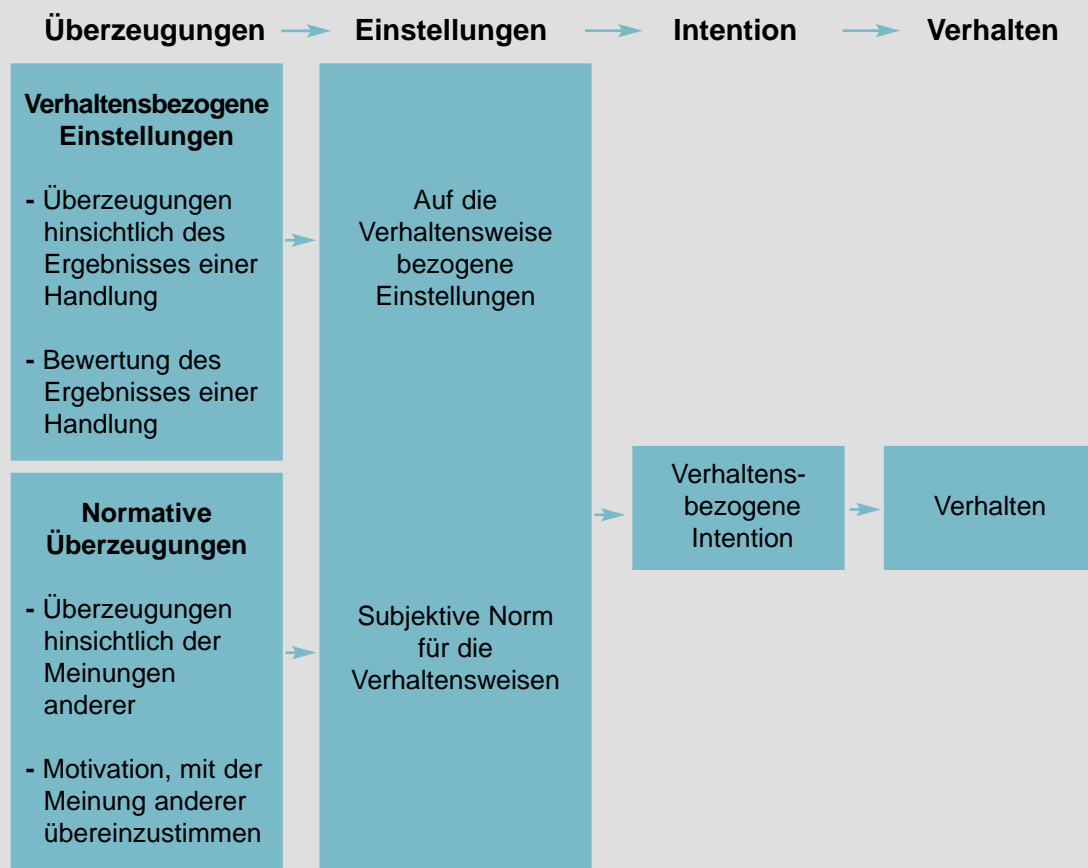 Überzeugungen Einstellungen Intention Verhalten
Verhaltensbezogene
Einstellungen
- Überzeugungen
hinsichtlich des
Ergebnisses einer
Handlung
- Bewertung des
Ergebnisses einer
Handlung
Normative
Überzeugungen
- Überzeugungen
hinsichtlich der
Meinungen
anderer
- Motivation, mit der
Meinung anderer
übereinzustimmen
Auf die
Verhaltensweise
bezogene
Einstellungen
Subjektive Norm
für die
Verhaltensweisen
Verhaltens-
bezogene
Intention
Verhalten